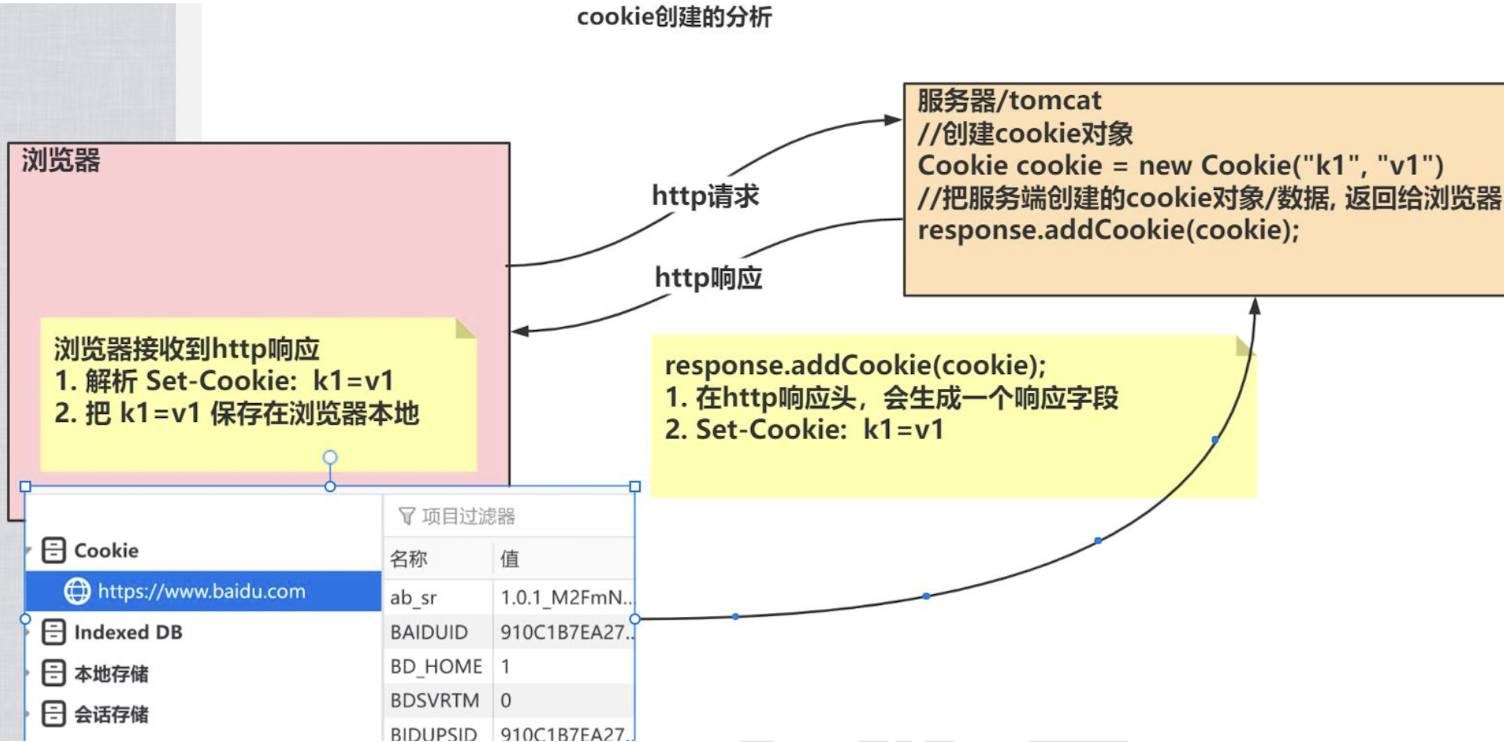 cookie创建的分析
服务器/tomcat
//创建cookie对象
Cookie cookie = new Cookie("k1", "v1")
//把服务端创建的cookie对象/数据, 返回给浏览器
response.addCookie(cookie);
浏览器
http请求
http响应
浏览器接收到http响应
1. 解析 Set-Cookie: k1=v1
2. 把 k1=v1 保存在浏览器本地
response.addCookie(cookie);
1. 在http响应头，会生成一个响应字段
2. Set-Cookie: k1=v1
Cookie
https://www.baidu.com
Indexed DB
本地存储
会话存储
项目过滤器
名称 值
ab_sr 1.0.1_M2FmN...
BAIDUID 910C1B7EA27...
BD_HOME 1
BDSVRTM 0
BIDUPSID 910C1B7EA27...